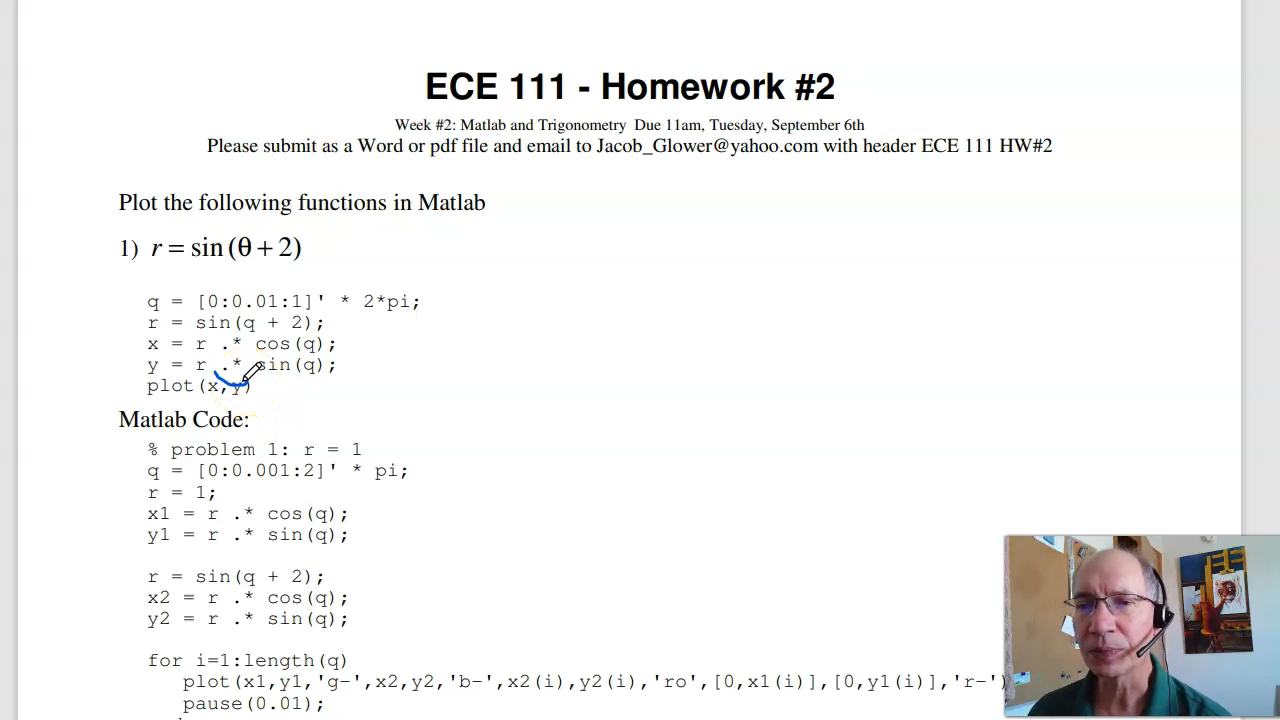 ECE 111 - Homework #2
Week #2: Matlab and Trigonometry Due 11am, Tuesday, September 6th
Please submit as a Word or pdf file and email to Jacob_Glower@yahoo.com with header ECE 111 HW#2
Plot the following functions in Matlab
1) r = sin (θ + 2)
q = [0:0.01:1]' * 2*pi;
r = sin(q + 2);
x = r .* cos(q);
y = r .* sin(q);
plot(x,y)
Matlab Code:
% problem 1: r = 1
q = [0:0.001:2]' * pi;
r = 1;
x1 = r .* cos(q);
y1 = r .* sin(q);
r = sin(q + 2);
x2 = r .* cos(q);
y2 = r .* sin(q);
for i=1:length(q)
plot(x1,y1,'g-',x2,y2,'b-',x2(i),y2(i),'ro',[0,x1(i)],[0,y1(i)],'r-')
pause(0.01);